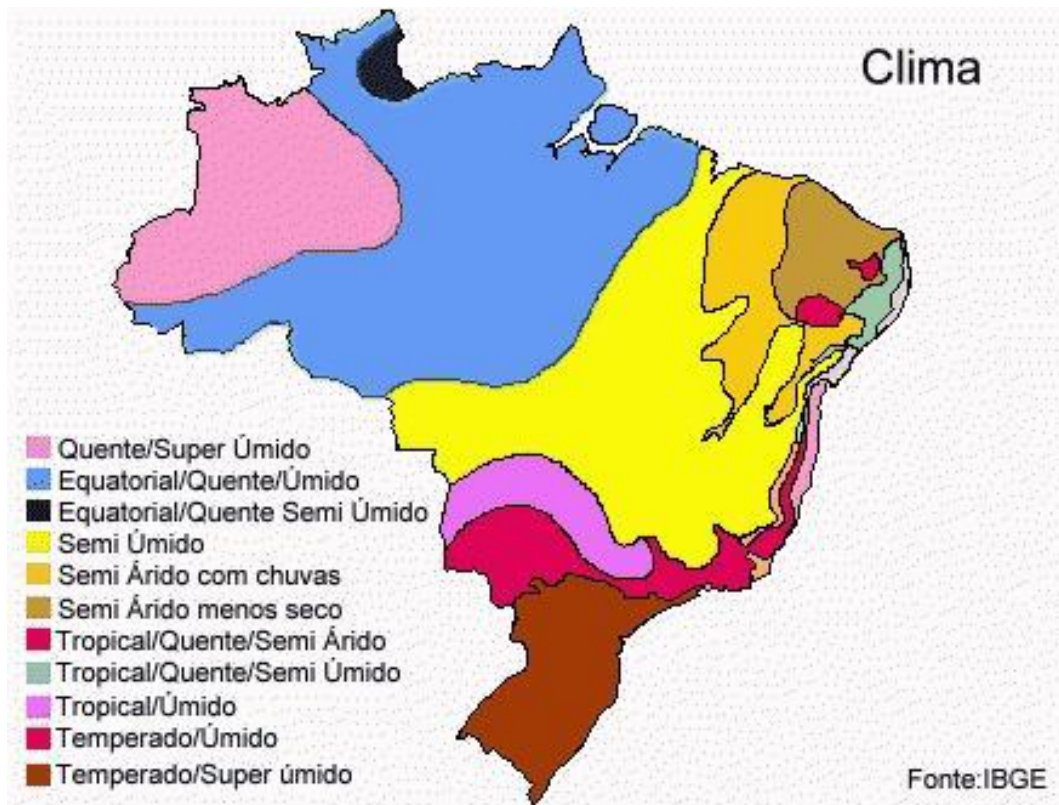 Clima
Quente/Super Úmido
Equatorial/Quente/Úmido
Equatorial/Quente Semi Úmido
Semi Úmido
Semi Árido com chuvas
Semi Árido menos seco
Tropical/Quente/Semi Árido
Tropical/Quente/Semi Úmido
Tropical/Úmido
Temperado/Úmido
Temperado/Super úmido
Fonte:IBGE